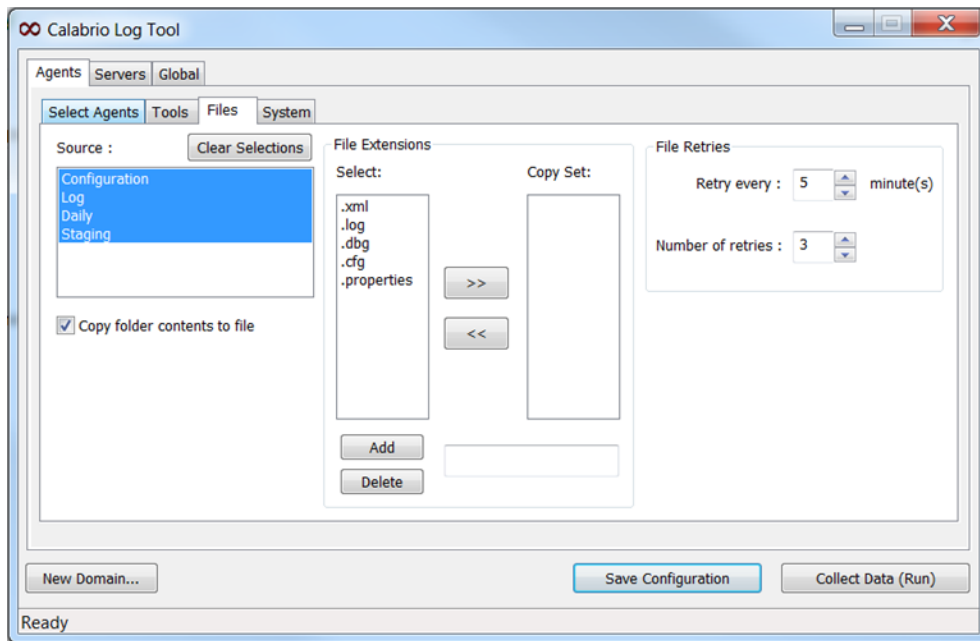 Calabrio Log Tool
Agents Servers Global
Select Agents Tools Files System
Source : Clear Selections
Configuration
Log
Daily
Staging
Copy folder contents to file
File Extensions
Select: Copy Set:
.xml
.log
.dbg
.cfg
.properties
>>
<<
Add
Delete
File Retries
Retry every : 5 minute(s)
Number of retries : 3
New Domain... Save Configuration Collect Data (Run)
Ready